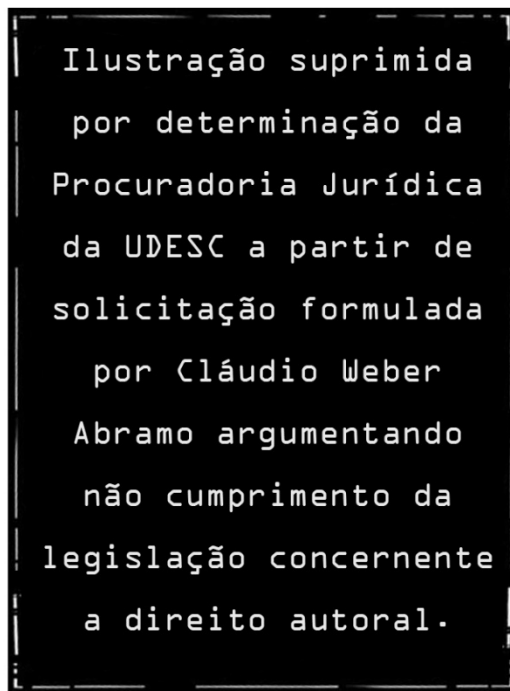 Ilustração suprimida
por determinação da
Procuradoria Jurídica
da UDESC a partir de
solicitação formulada
por Cláudio Weber
Abramo argumentando
não cumprimento da
legislação concernente
a direito autoral.